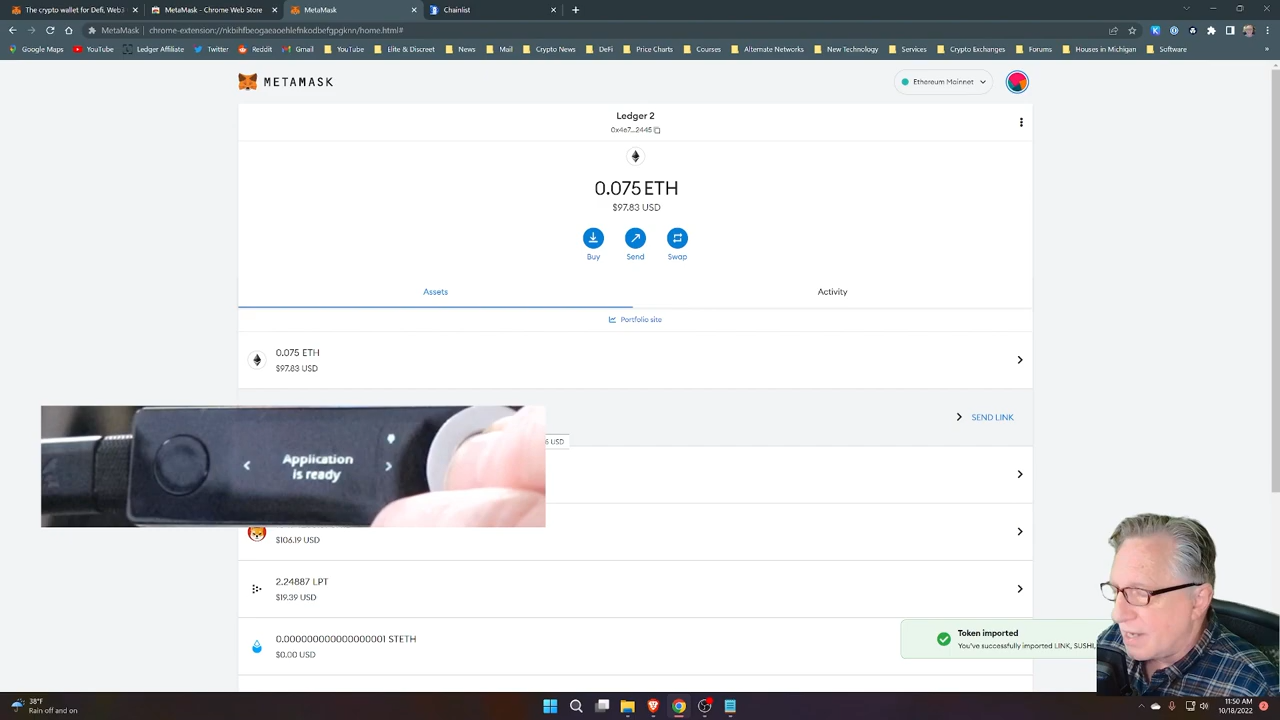 The crypto wallet for Defi, Web3
MetaMask - Chrome Web Store
MetaMask
Chainlist
MetaMask
chrome-extension://nkbihfbeogaeaoehlefnkodbefgpgknn/home.html#
Google Maps
YouTube
Ledger Affiliate
Twitter
Reddit
Gmail
YouTube
Elite & Discreet
News
Mail
Crypto News
DeFi
Price Charts
Courses
Alternate Networks
New Technology
Services
Crypto Exchanges
Forums
Houses in Michigan
Software
METAMASK
Ethereum Mainnet
Ledger 2
0x4e7...2445
0.075 ETH
$97.83 USD
Buy
Send
Swap
Assets
Activity
Portfolio site
0.075 ETH
$97.83 USD
SEND LINK
6 USD
Application
is ready
$106.19 USD
2.24887 LPT
$19.39 USD
0.000000000000000001 STETH
$0.00 USD
Token imported
You've successfully imported LINK, SUSHI,
38°F
Rain off and on
11:50 AM
10/18/2022
2